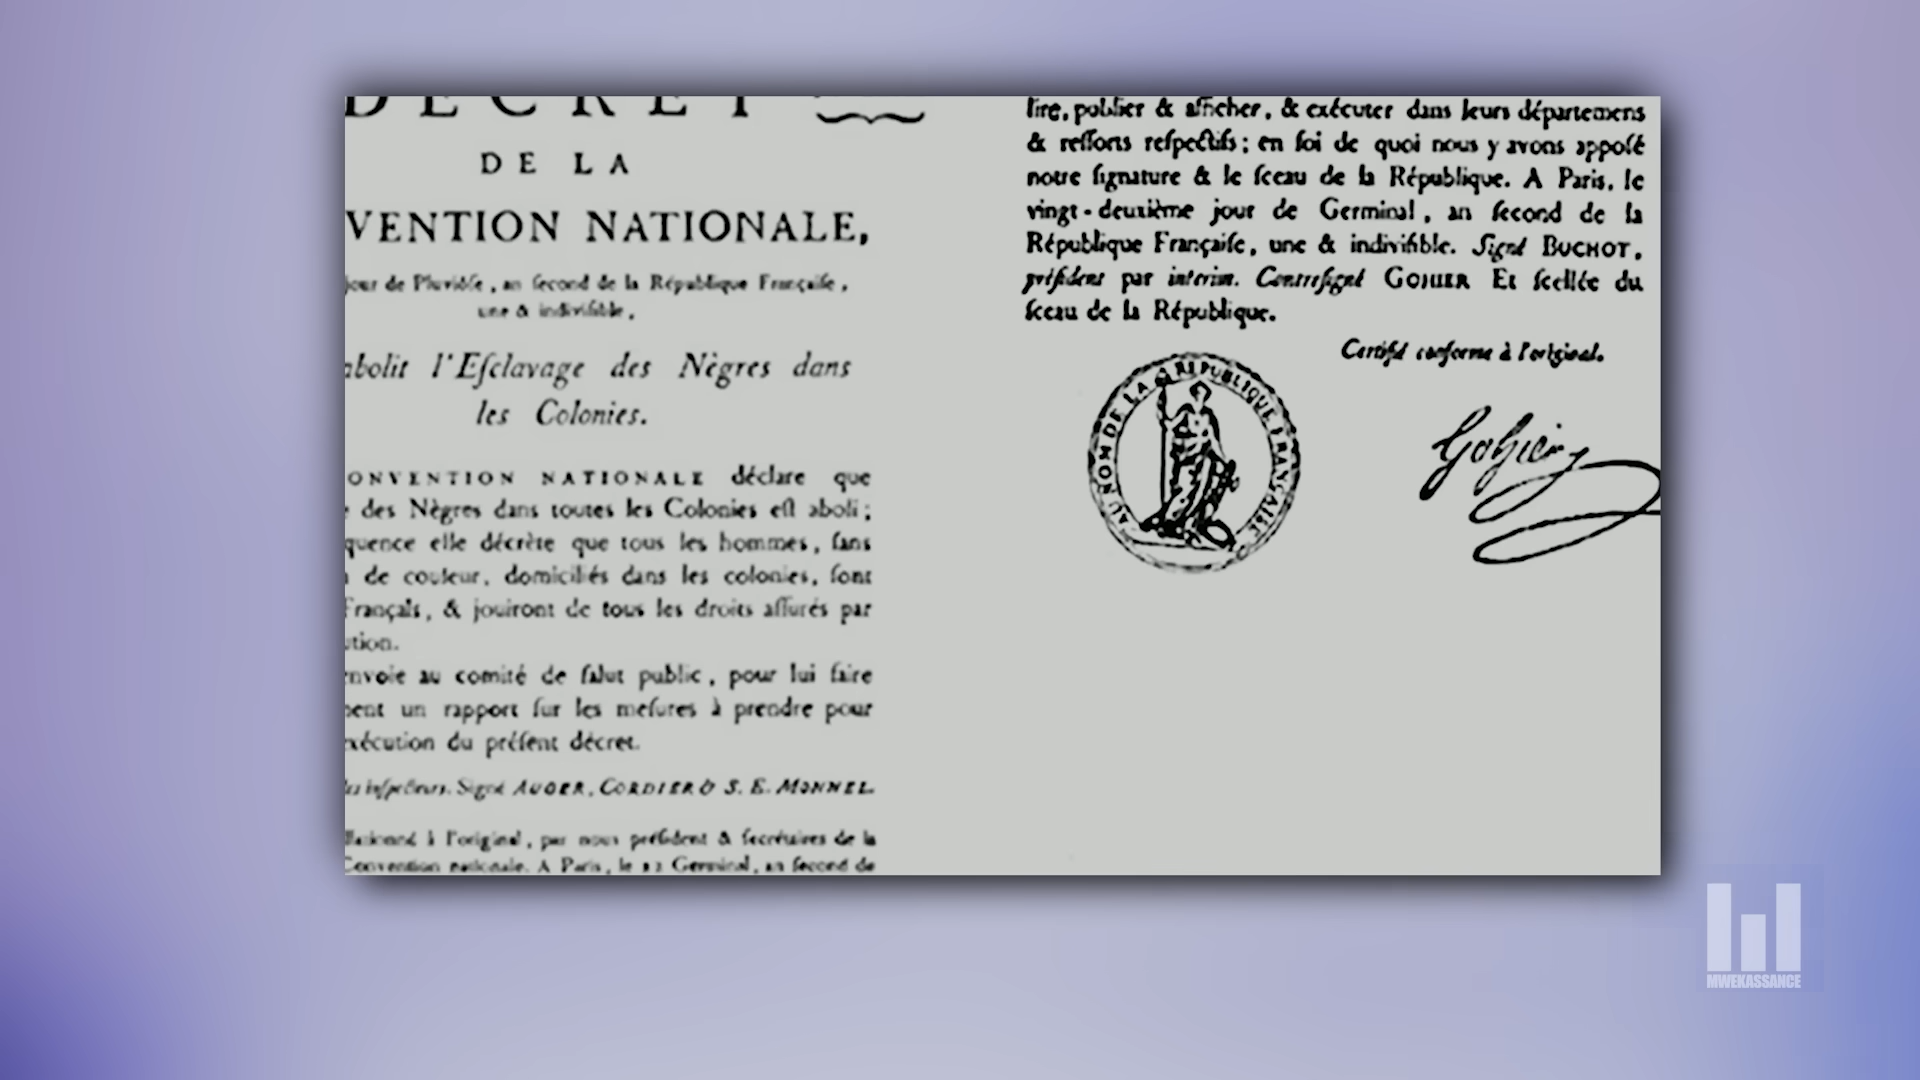 DECRET
DE LA
VENTION NATIONALE,
jour de Pluviôſe, an ſecond de la République Françaiſe,
une & indiviſible,
abolit l'Eſclavage des Nègres dans
les Colonies.
ONVENTION NATIONALE déclare que
e des Nègres dans toutes les Colonies eſt aboli;
quence elle décrète que tous les hommes, ſans
n de couleur, domiciliés dans les colonies, ſont
Français, & jouiront de tous les droits aſſurés par
ution.
envoie au comité de ſalut public, pour lui faire
ment un rapport ſur les meſures à prendre pour
exécution du préſent décret.
les inſpecteurs. Signé AUGER, CORDIER & S. E. MONNEL.
llationné à l'original, par nous préſident & ſecrétaires de la
Convention nationale. A Paris, le 22 Germinal, an ſecond de
lire, publier & afficher, & exécuter dans leurs départemens
& reſſorts reſpectifs; en foi de quoi nous y avons appoſé
notre ſignature & le ſceau de la République. A Paris, le
vingt-deuxième jour de Germinal, an ſecond de la
République Françaiſe, une & indiviſible. Signé BUCHOT,
préſident par interim. Contreſigné GOHIER Et ſcellée du
ſceau de la République.
Certifié conforme à l'original.
AU NOM DE LA RÉPUBLIQUE FRANÇAISE
Gohier
MWEKASSANCE